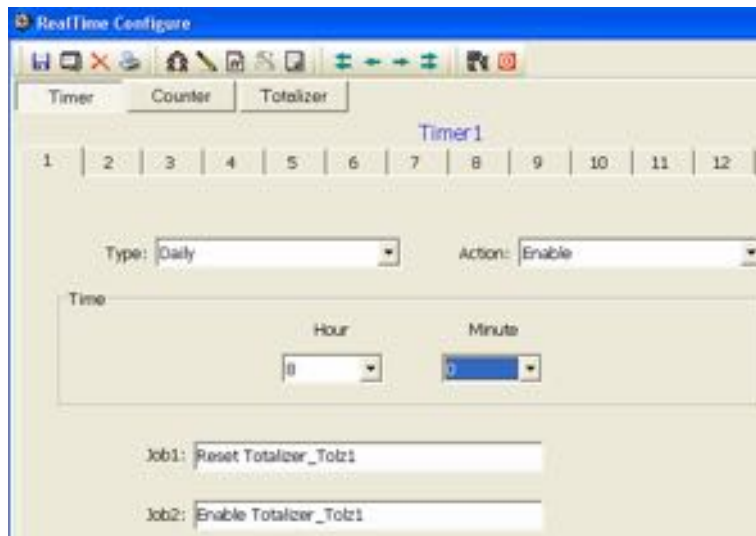 RealTime Configure
Timer Counter Totalizer
Timer1
1 2 3 4 5 6 7 8 9 10 11 12
Type: Daily Action: Enable
Time
Hour Minute
8 0
Job1: Reset Totalizer_Tolz1
Job2: Enable Totalizer_Tolz1